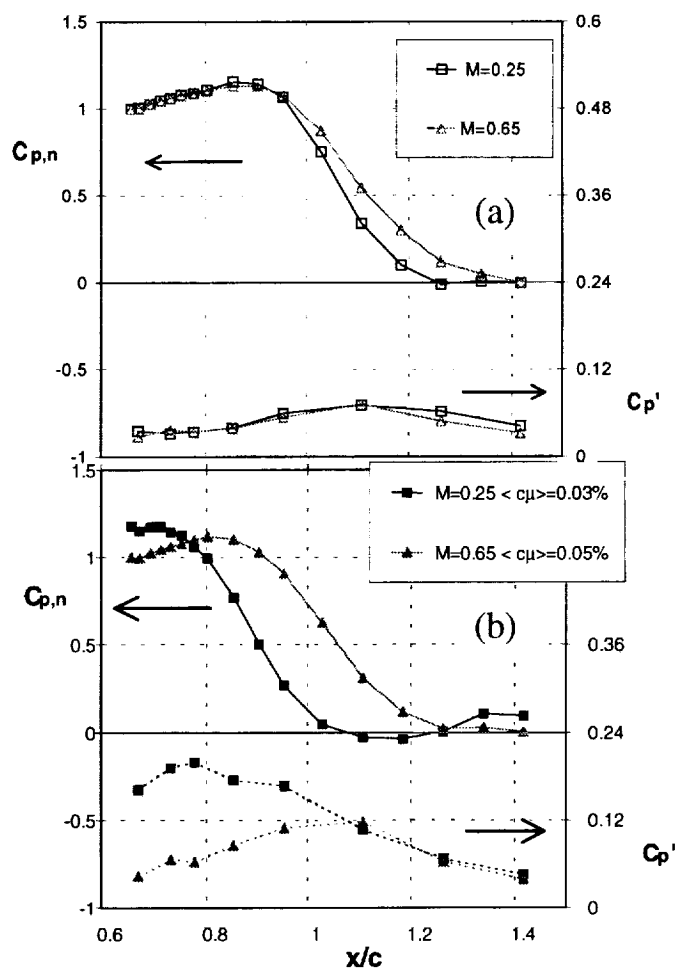 1.5
1
0.5
0
-0.5
-1
Cp,n
M=0.25
M=0.65
(a)
0.6
0.48
0.36
0.24
0.12
0
Cp'
1.5
1
0.5
0
-0.5
-1
Cp,n
M=0.25 < cμ>=0.03%
M=0.65 < cμ>=0.05%
(b)
0.36
0.24
0.12
0
Cp'
0.6 0.8 1 1.2 1.4
x/c